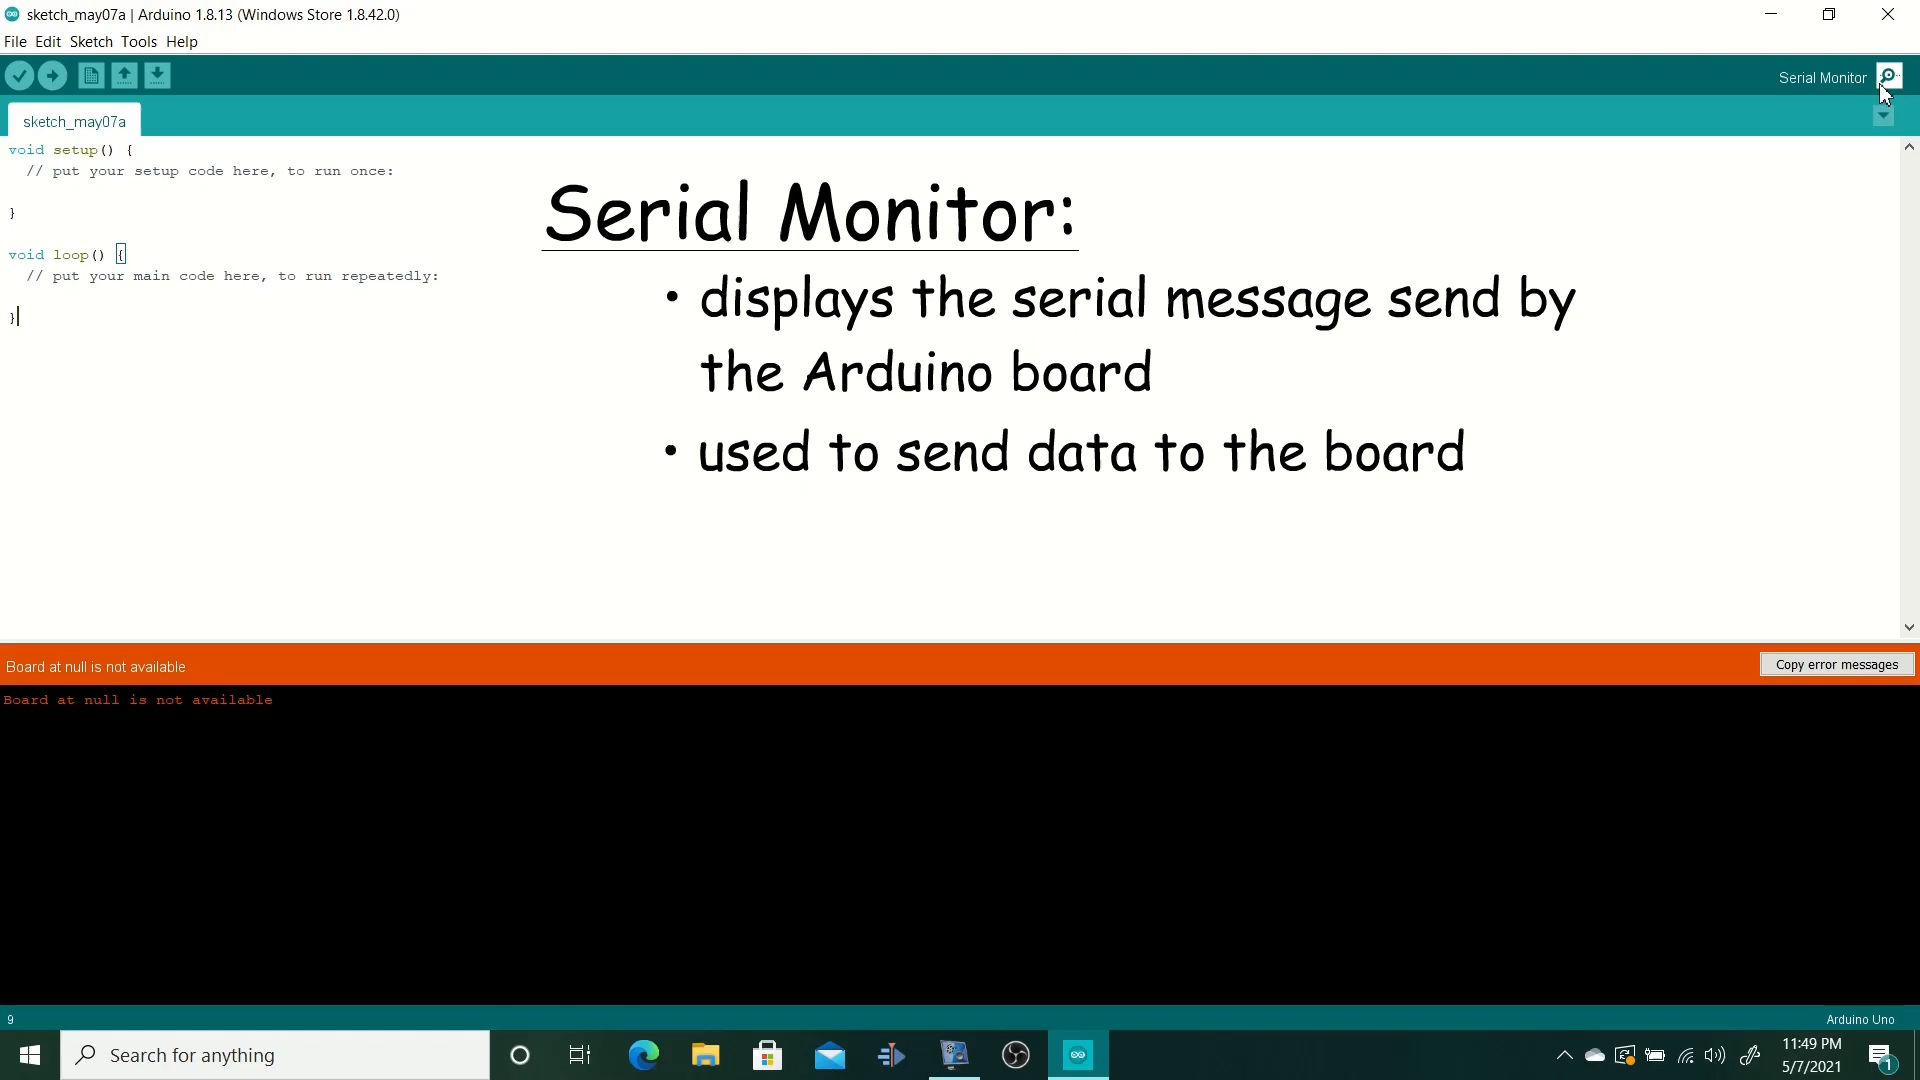 sketch_may07a | Arduino 1.8.13 (Windows Store 1.8.42.0)
File Edit Sketch Tools Help
Serial Monitor
sketch_may07a
void setup() {
// put your setup code here, to run once:
}
void loop() {
// put your main code here, to run repeatedly:
}
Serial Monitor:
• displays the serial message send by
the Arduino board
• used to send data to the board
Board at null is not available
Copy error messages
Board at null is not available
9
Arduino Uno
Search for anything
11:49 PM
5/7/2021
1